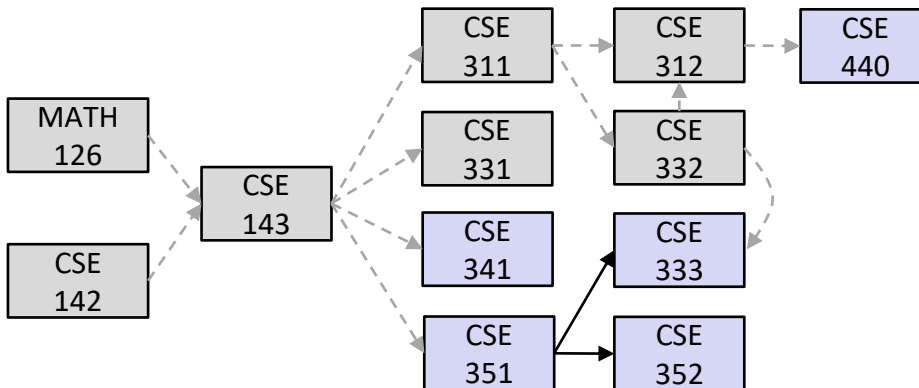 CSE
311
CSE
312
CSE
440
MATH
126
CSE
331
CSE
332
CSE
143
CSE
142
CSE
341
CSE
333
CSE
351
CSE
352